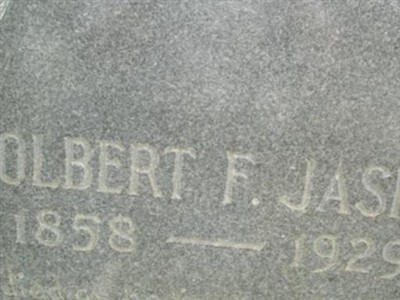 OLBERT F. JAS
1858 — 1929